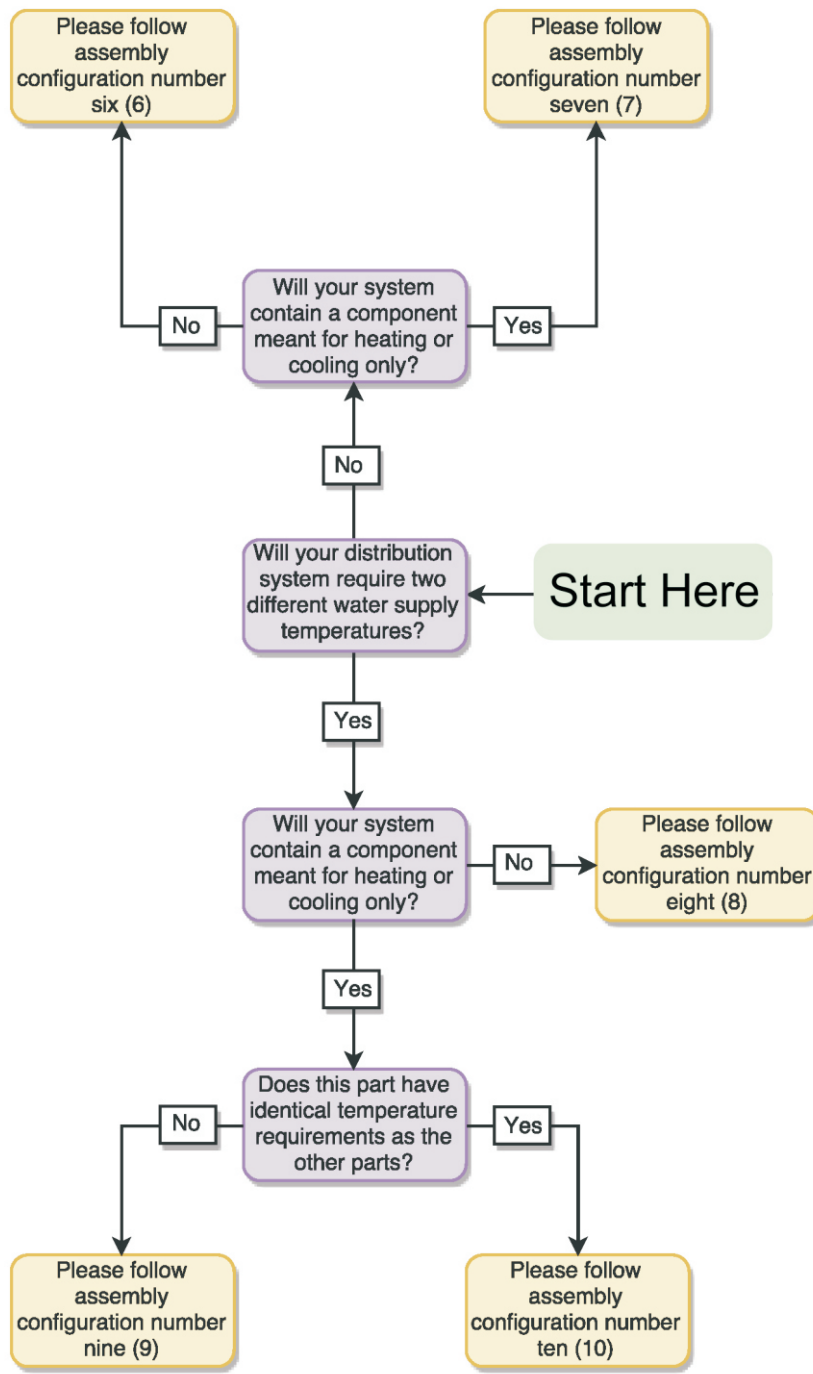 Please follow
assembly
configuration number
six (6)
Please follow
assembly
configuration number
seven (7)
Will your system
contain a component
meant for heating or
cooling only?
No
Yes
No
Will your distribution
system require two
different water supply
temperatures?
Start Here
Yes
Will your system
contain a component
meant for heating or
cooling only?
No
Please follow
assembly
configuration number
eight (8)
Yes
Does this part have
identical temperature
requirements as the
other parts?
No
Yes
Please follow
assembly
configuration number
nine (9)
Please follow
assembly
configuration number
ten (10)